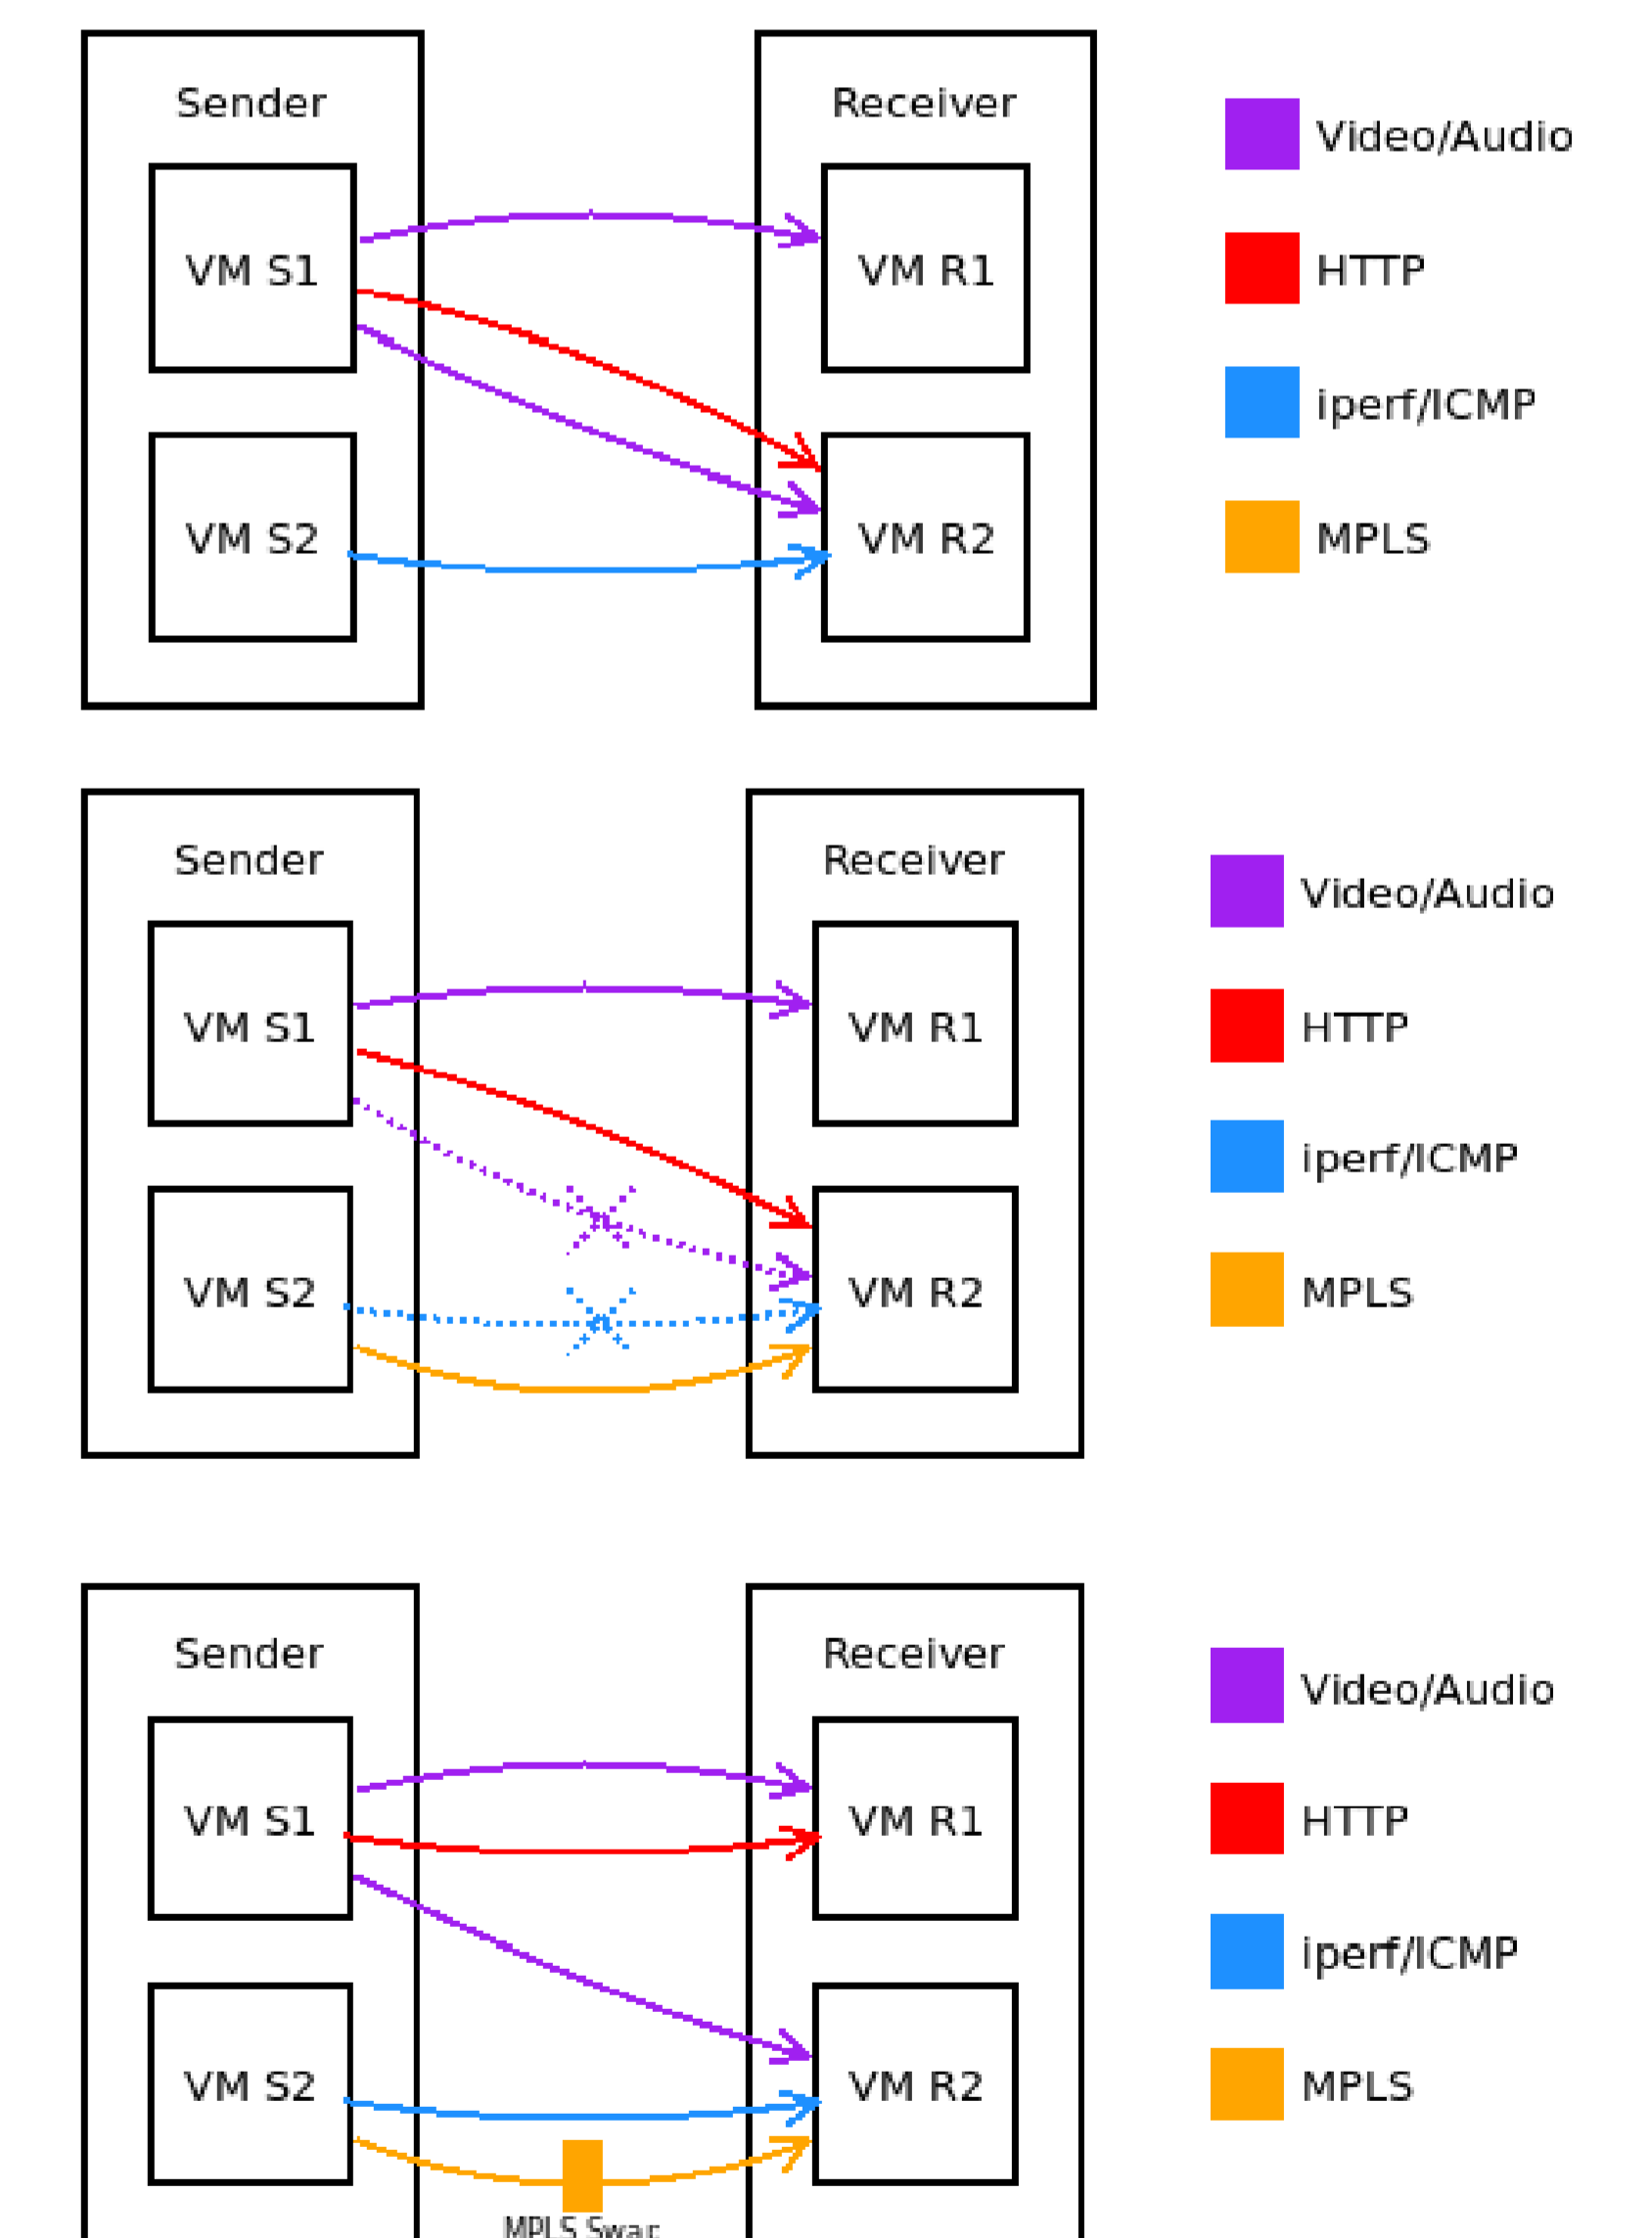 Sender
Receiver
Video/Audio
VM S1
VM R1
HTTP
iperf/ICMP
VM S2
VM R2
MPLS
Sender
Receiver
Video/Audio
VM S1
VM R1
HTTP
iperf/ICMP
VM S2
VM R2
MPLS
Sender
Receiver
Video/Audio
VM S1
VM R1
HTTP
iperf/ICMP
VM S2
VM R2
MPLS
MPLS Swap